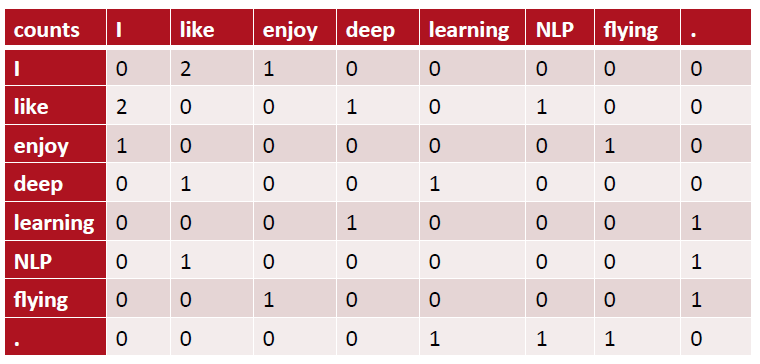 counts I like enjoy deep learning NLP flying .
I 0 2 1 0 0 0 0 0
like 2 0 0 1 0 1 0 0
enjoy 1 0 0 0 0 0 1 0
deep 0 1 0 0 1 0 0 0
learning 0 0 0 1 0 0 0 1
NLP 0 1 0 0 0 0 0 1
flying 0 0 1 0 0 0 0 1
. 0 0 0 0 1 1 1 0